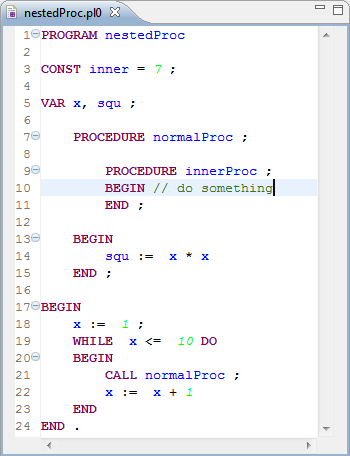 nestedProc.pl0
1 PROGRAM nestedProc
2
3 CONST inner = 7 ;
4
5 VAR x, squ ;
6
7     PROCEDURE normalProc ;
8
9         PROCEDURE innerProc ;
10         BEGIN // do something
11         END ;
12
13     BEGIN
14         squ :=  x * x
15     END ;
16
17 BEGIN
18     x :=  1 ;
19     WHILE  x <=  10 DO
20     BEGIN
21         CALL normalProc ;
22         x :=  x + 1
23     END
24 END .